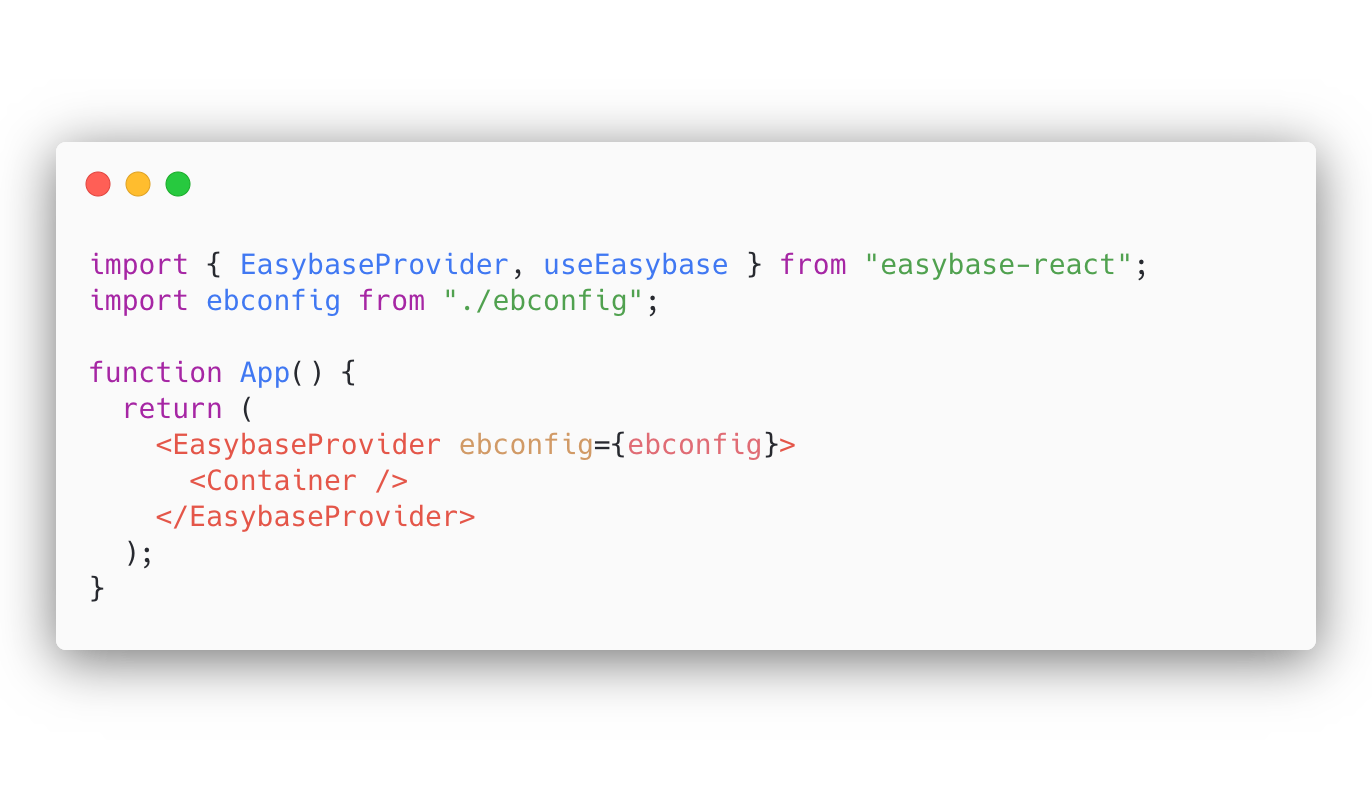 import { EasybaseProvider, useEasybase } from "easybase-react";
import ebconfig from "./ebconfig";

function App() {
  return (
    <EasybaseProvider ebconfig={ebconfig}>
      <Container />
    </EasybaseProvider>
  );
}